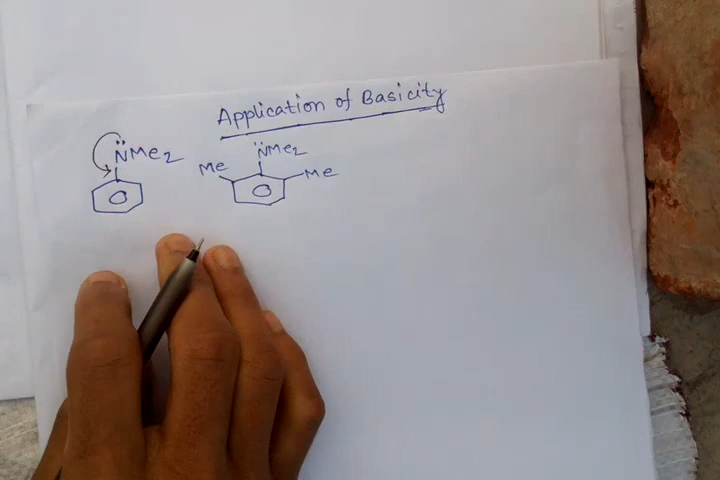 Application of Basicity
N̈Me2
Me N̈Me2 Me